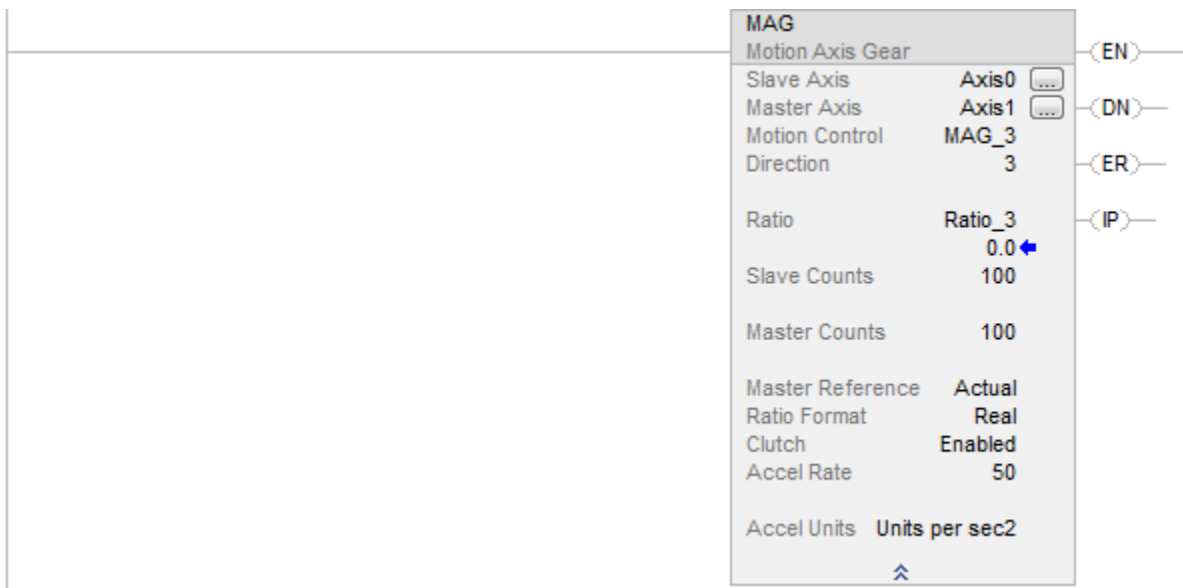 MAG
Motion Axis Gear EN
Slave Axis Axis0 ...
Master Axis Axis1 ... DN
Motion Control MAG_3
Direction 3 ER
Ratio Ratio_3 IP
0.0
Slave Counts 100
Master Counts 100
Master Reference Actual
Ratio Format Real
Clutch Enabled
Accel Rate 50
Accel Units Units per sec2